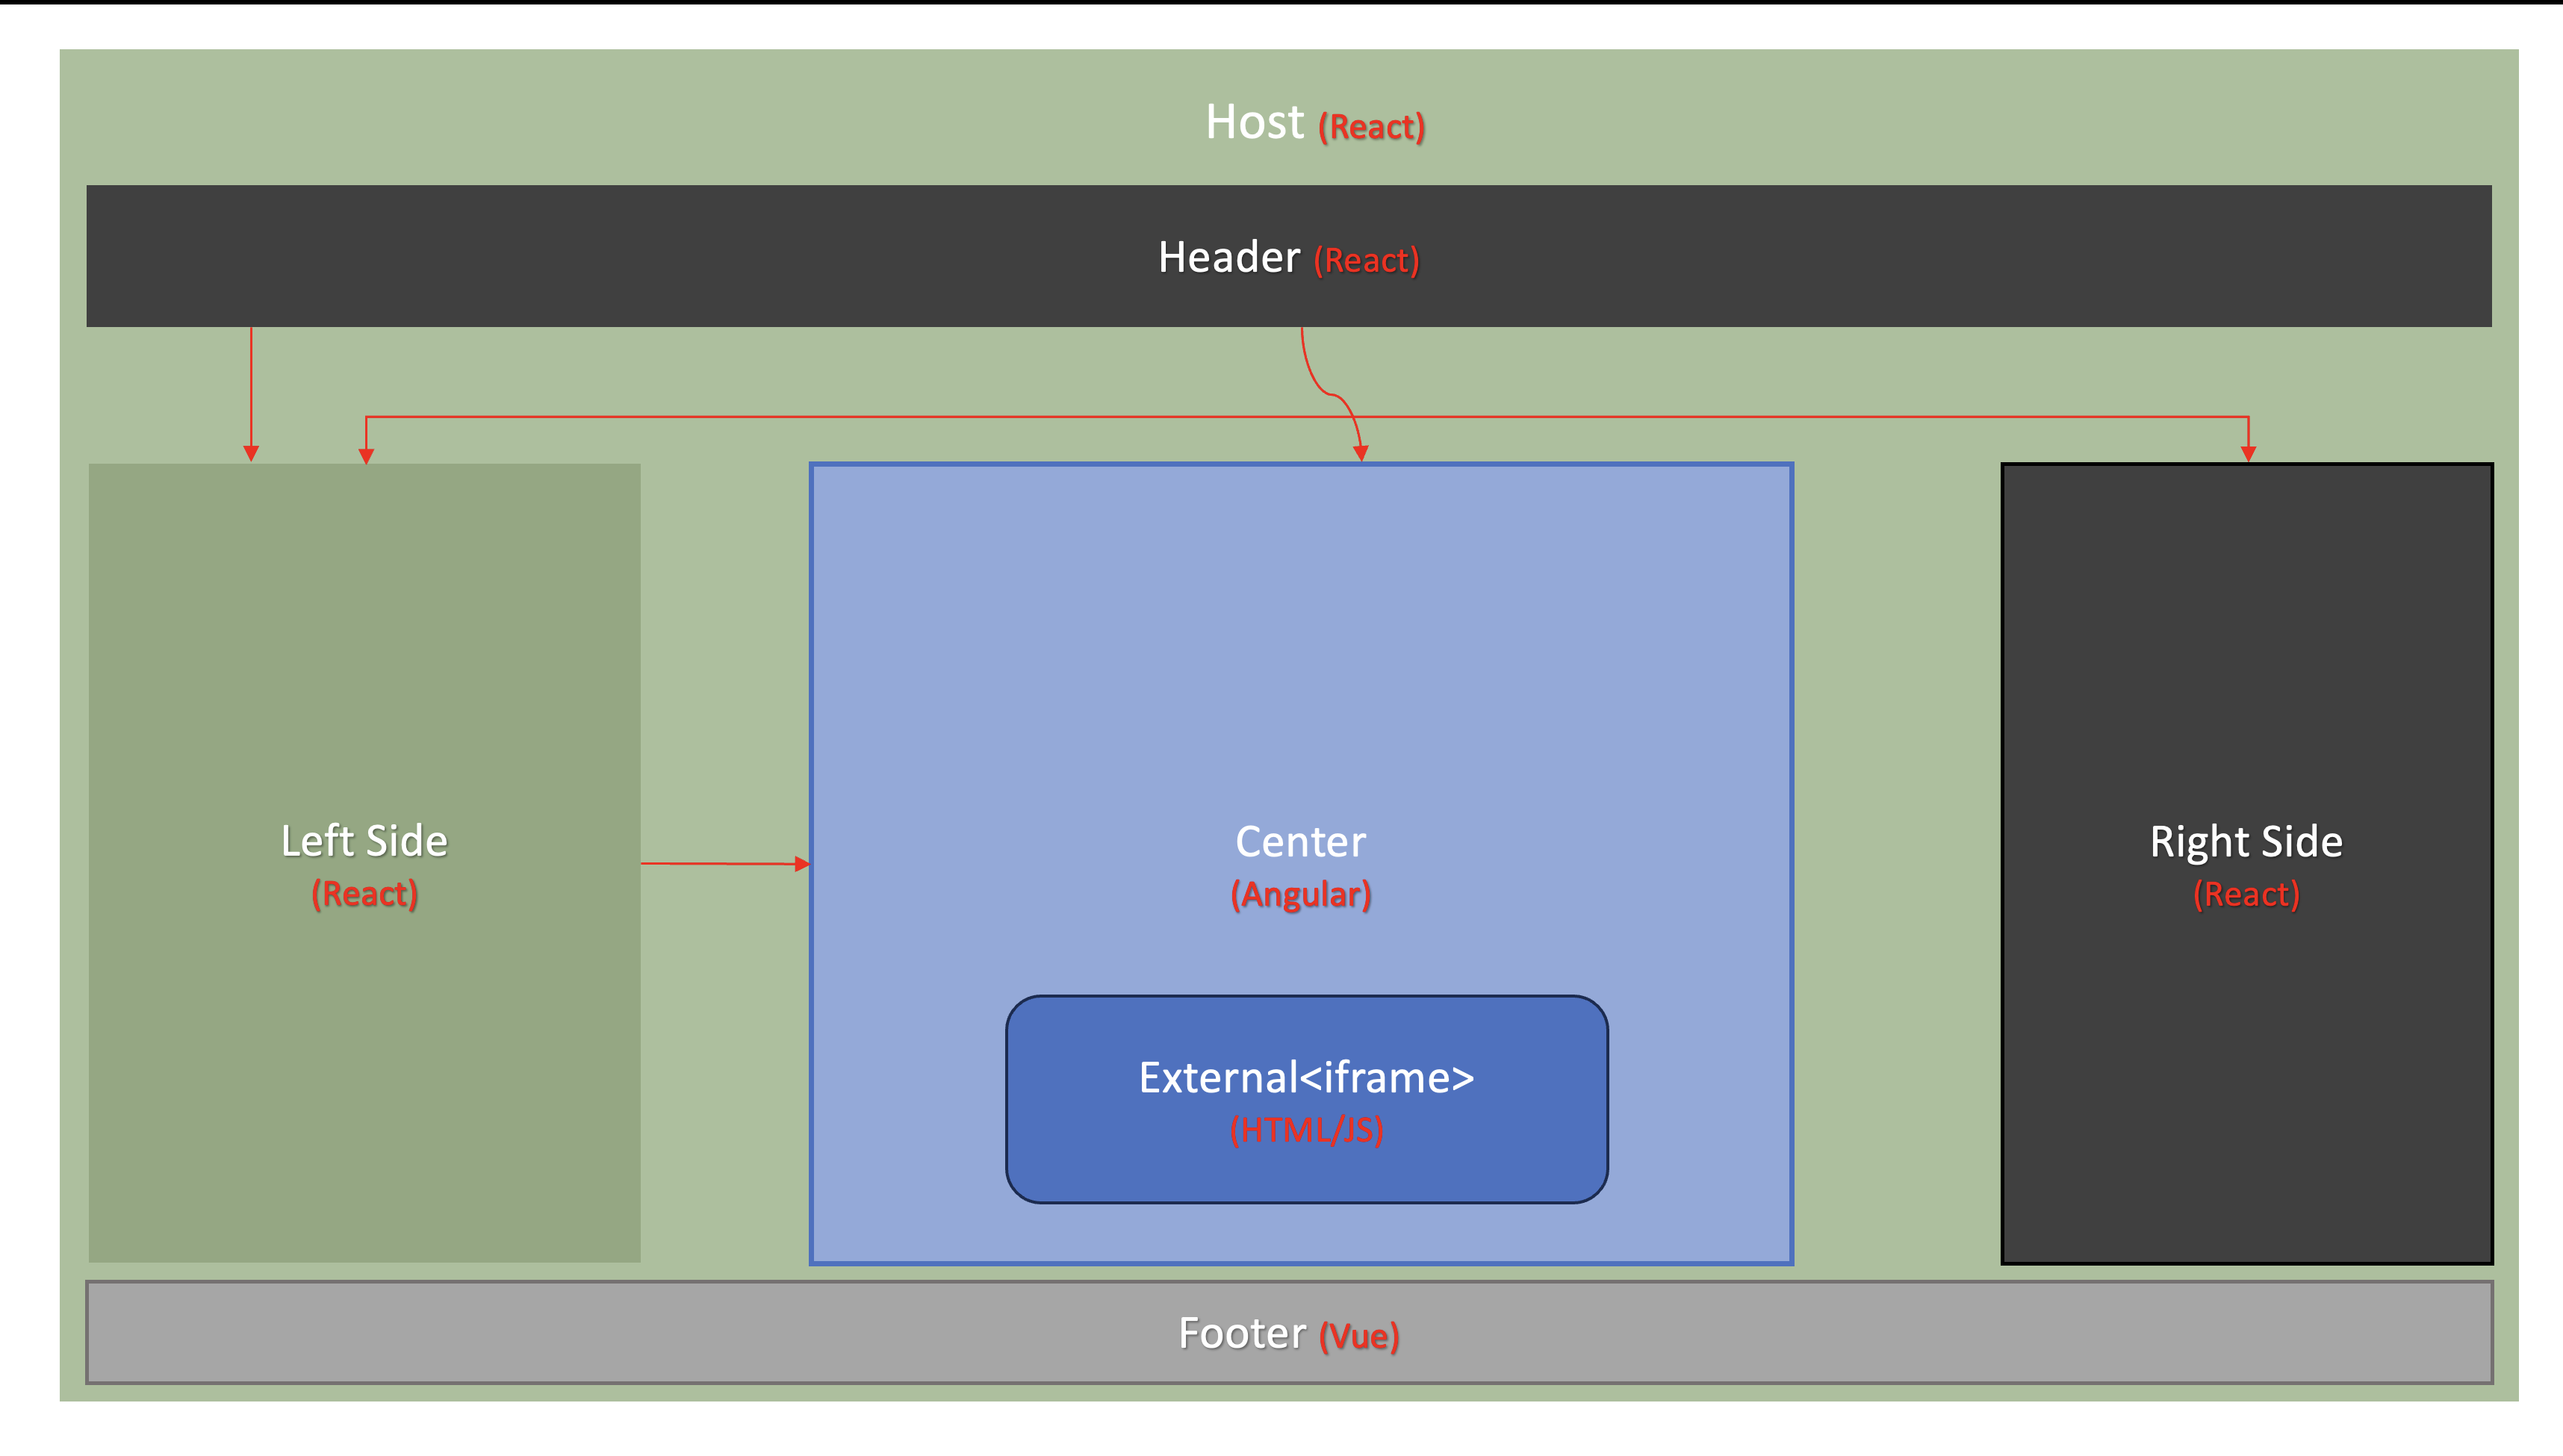 Host (React)
Header (React)
Left Side
(React)
Center
(Angular)
External<iframe>
(HTML/JS)
Right Side
(React)
Footer (Vue)